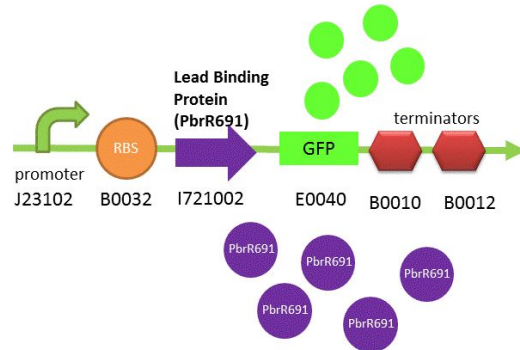 Lead Binding
Protein
(PbrR691)
terminators
RBS
GFP
promoter
J23102
B0032
I721002
E0040
B0010
B0012
PbrR691
PbrR691
PbrR691
PbrR691
PbrR691